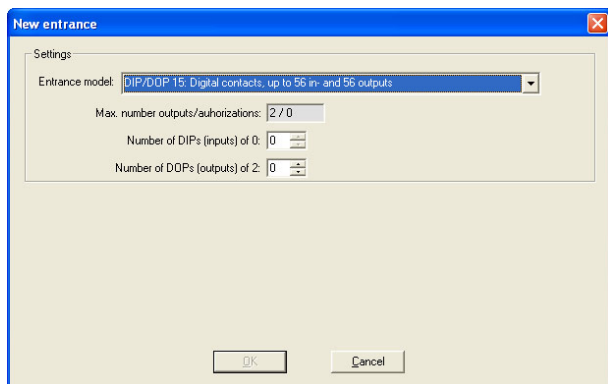 New entrance
Settings
Entrance model: DIP/DOP 15: Digital contacts, up to 56 in- and 56 outputs
Max. number outputs/auhorizations: 2 / 0
Number of DIPs (inputs) of 0: 0
Number of DOPs (outputs) of 2: 0
OK Cancel